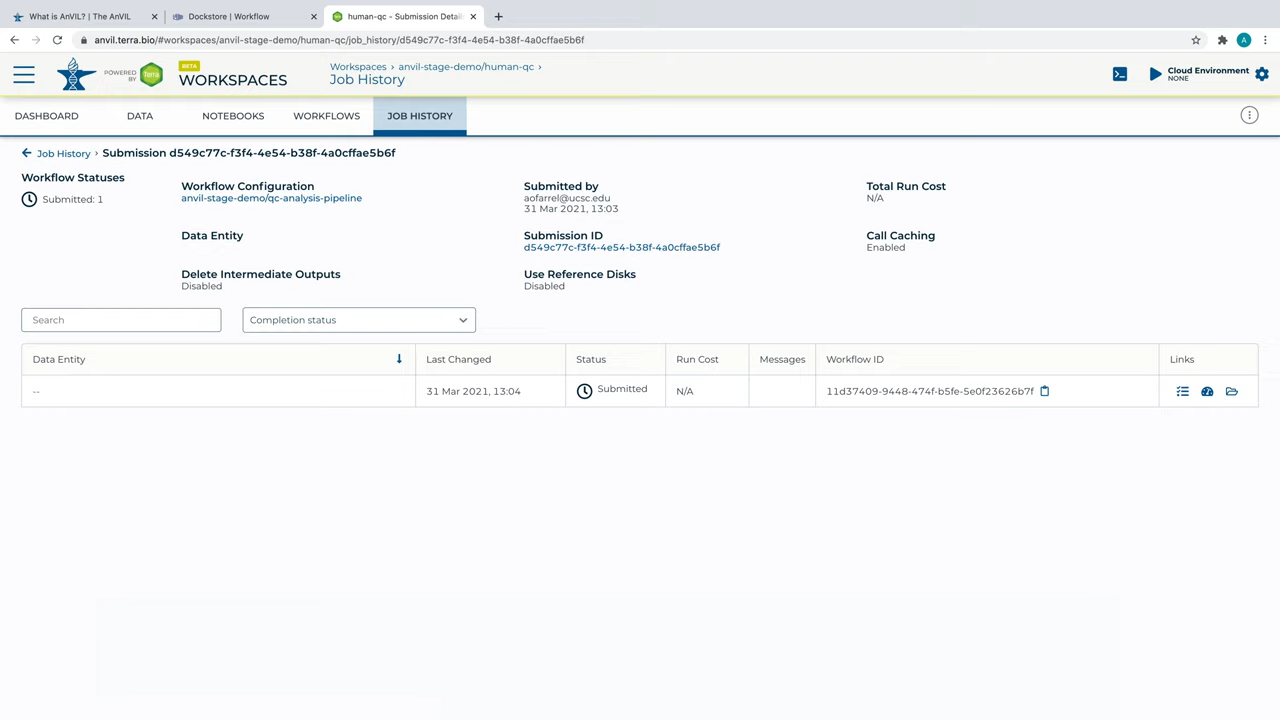 What is AnVIL? | The AnVIL
Dockstore | Workflow
human-qc - Submission Detail
anvil.terra.bio/#workspaces/anvil-stage-demo/human-qc/job_history/d549c77c-f3f4-4e54-b38f-4a0cffae5b6f
A
POWERED BY
Terra
BETA
WORKSPACES
Workspaces › anvil-stage-demo/human-qc ›
Job History
Cloud Environment
NONE
DASHBOARD
DATA
NOTEBOOKS
WORKFLOWS
JOB HISTORY
Job History › Submission d549c77c-f3f4-4e54-b38f-4a0cffae5b6f
Workflow Statuses
Submitted: 1
Workflow Configuration
anvil-stage-demo/qc-analysis-pipeline
Submitted by
aofarrel@ucsc.edu
31 Mar 2021, 13:03
Total Run Cost
N/A
Data Entity
Submission ID
d549c77c-f3f4-4e54-b38f-4a0cffae5b6f
Call Caching
Enabled
Delete Intermediate Outputs
Disabled
Use Reference Disks
Disabled
Search
Completion status
Data Entity
Last Changed
Status
Run Cost
Messages
Workflow ID
Links
--
31 Mar 2021, 13:04
Submitted
N/A
11d37409-9448-474f-b5fe-5e0f23626b7f